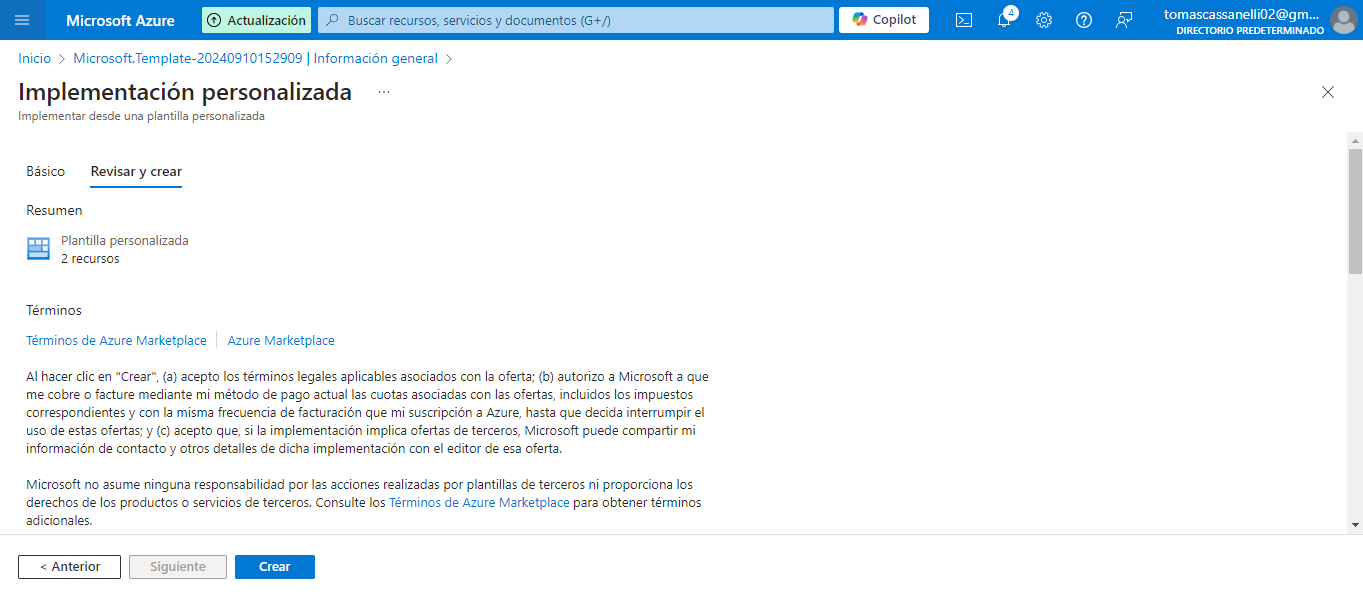 Microsoft Azure
Actualización
Buscar recursos, servicios y documentos (G+/)
Copilot
4
tomascassanelli02@gm...
DIRECTORIO PREDETERMINADO
Inicio > Microsoft.Template-20240910152909 | Información general >
Implementación personalizada ...
Implementar desde una plantilla personalizada
Básico
Revisar y crear
Resumen
Plantilla personalizada
2 recursos
Términos
Términos de Azure Marketplace | Azure Marketplace
Al hacer clic en "Crear", (a) acepto los términos legales aplicables asociados con la oferta; (b) autorizo a Microsoft a que
me cobre o facture mediante mi método de pago actual las cuotas asociadas con las ofertas, incluidos los impuestos
correspondientes y con la misma frecuencia de facturación que mi suscripción a Azure, hasta que decida interrumpir el
uso de estas ofertas; y (c) acepto que, si la implementación implica ofertas de terceros, Microsoft puede compartir mi
información de contacto y otros detalles de dicha implementación con el editor de esa oferta.
Microsoft no asume ninguna responsabilidad por las acciones realizadas por plantillas de terceros ni proporciona los
derechos de los productos o servicios de terceros. Consulte los Términos de Azure Marketplace para obtener términos
adicionales.
< Anterior
Siguiente
Crear